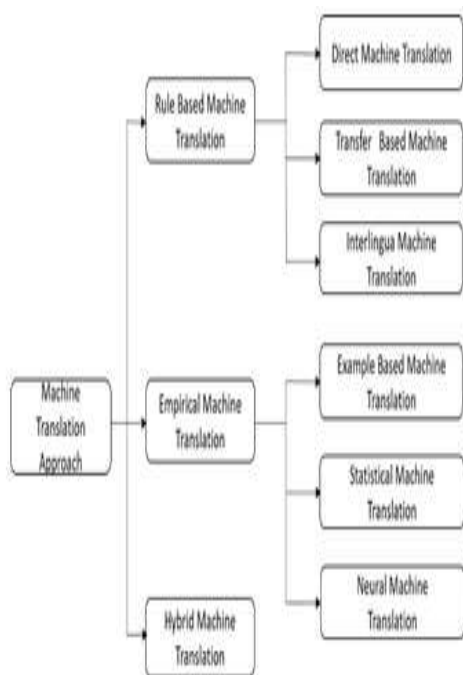 Direct Machine Translation
Rule Based Machine
Translation
Transfer Based Machine
Translation
Interlingua Machine
Translation
Machine
Translation
Approach
Empirical Machine
Translation
Example Based Machine
Translation
Statistical Machine
Translation
Neural Machine
Translation
Hybrid Machine
Translation